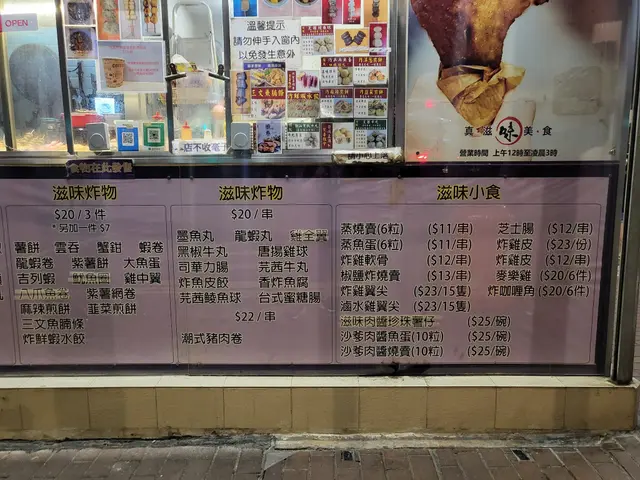 OPEN
溫馨提示
請勿伸手入窗內
以免發生意外
店不收老
真·滋味美·食
營業時間 上午12時至凌晨3時
滋味炸物
$20 / 3 件
* 另加一件 $7
薯餅 雲吞 蟹鉗 蝦卷
龍蝦卷 紫薯餅 大魚蛋
吉列蝦 魷魚圈 雞中翼
八爪魚卷 紫薯網卷
麻辣煎餅 韮菜煎餅
三文魚腩條
炸鮮蝦水餃
滋味炸物
$20 / 串
墨魚丸 龍蝦丸 雞全翼
黑椒牛丸 唐揚雞球
司華力腸 芫茜牛丸
炸魚皮餃 香炸魚腐
芫茜鯪魚球 台式蜜糖腸
$22 / 串
潮式豬肉卷
滋味小食
蒸燒賣(6粒) ($11/串) 芝士腸 ($12/串)
蒸魚蛋(6粒) ($11/串) 炸雞皮 ($23/份)
炸雞軟骨 ($12/串) 炸雞皮 ($12/串)
椒鹽炸燒賣 ($13/串) 麥樂雞 ($20/6件)
炸雞翼尖 ($23/15隻) 炸咖喱角 ($20/6件)
滷水雞翼尖 ($23/15隻)
滋味肉醬珍珠薯仔 ($25/碗)
沙爹肉醬魚蛋(10粒) ($25/碗)
沙爹肉醬燒賣(10粒) ($25/碗)